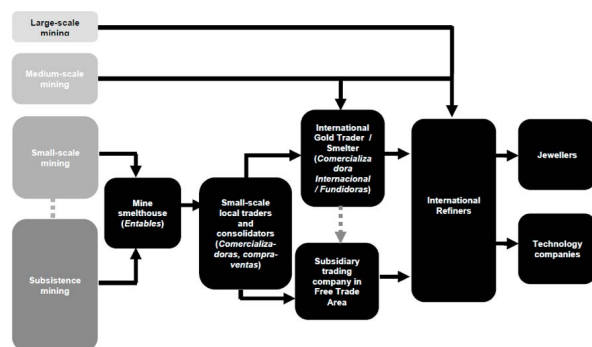 Large-scale
mining
Medium-scale
mining
Small-scale
mining
Subsistence
mining
Mine
smelthouse
(Entables)
Small-scale
local traders
and
consolidators
(Comercializa-
doras, compra-
ventas)
International
Gold Trader /
Smelter
(Comercializa
dora
Internacional
/ Fundidoras)
Subsidiary
trading
company in
Free Trade
Area
International
Refiners
Jewellers
Technology
companies